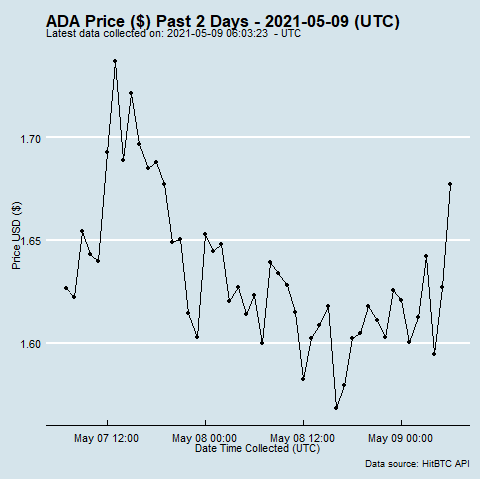 ADA Price ($) Past 2 Days - 2021-05-09 (UTC)
Latest data collected on: 2021-05-09 06:03:23 - UTC
1.70
1.65
1.60
Price USD ($)
May 07 12:00 May 08 00:00 May 08 12:00 May 09 00:00
Date Time Collected (UTC)
Data source: HitBTC API